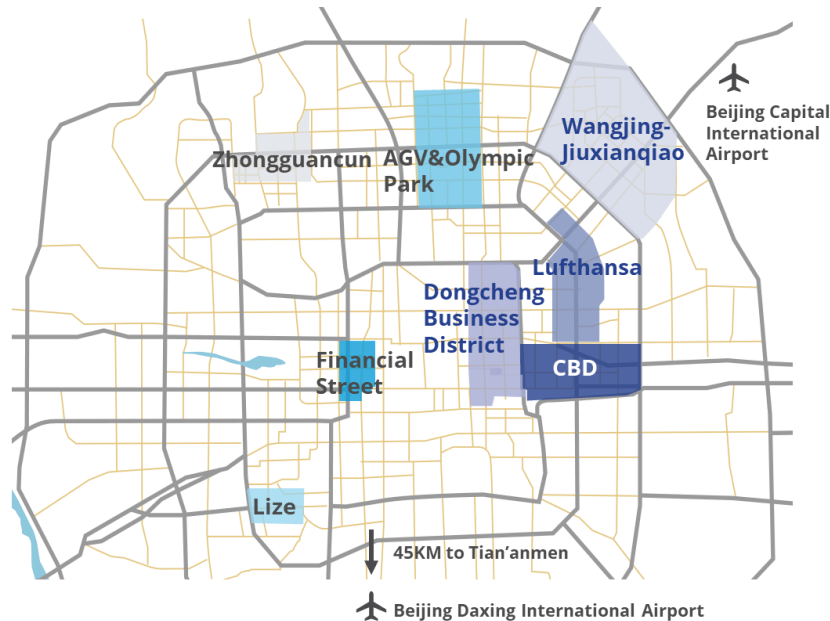 Wangjing-
Jiuxianqiao
Beijing Capital
International
Airport
Zhongguancun
AGV&Olympic
Park
Lufthansa
Dongcheng
Business
District
Financial
Street
CBD
Lize
45KM to Tian’anmen
Beijing Daxing International Airport